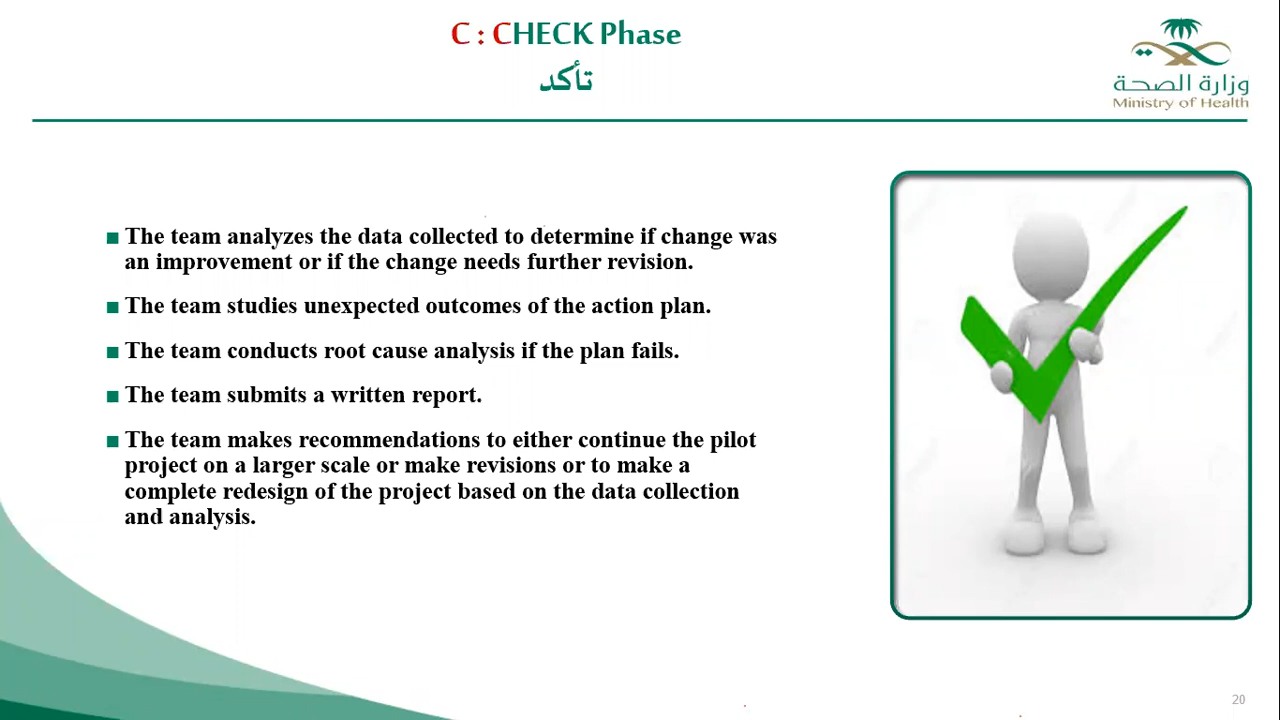 C : CHECK Phase
تأكد
وزارة الصحة
Ministry of Health
The team analyzes the data collected to determine if change was
an improvement or if the change needs further revision.
The team studies unexpected outcomes of the action plan.
The team conducts root cause analysis if the plan fails.
The team submits a written report.
The team makes recommendations to either continue the pilot
project on a larger scale or make revisions or to make a
complete redesign of the project based on the data collection
and analysis.
20